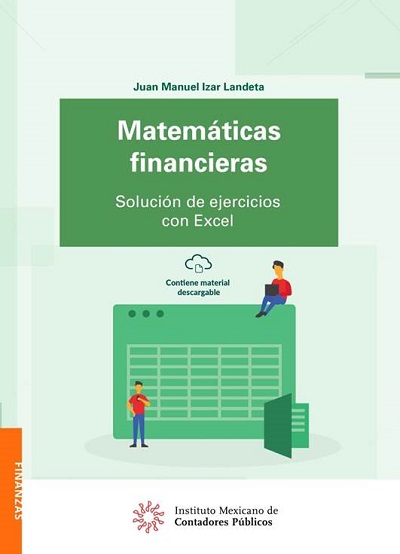 Juan Manuel Izar Landeta
Matemáticas
financieras
Solución de ejercicios
con Excel
Contiene material
descargable
FINANZAS
Instituto Mexicano de
Contadores Públicos